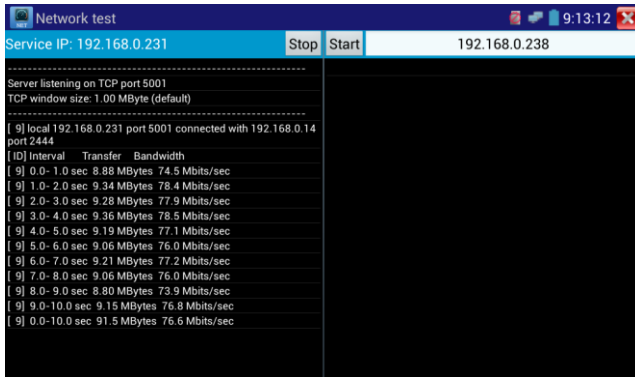 Network test
9:13:12
Service IP: 192.168.0.231
Stop
Start
192.168.0.238
------------------------------------------------------------
Server listening on TCP port 5001
TCP window size: 1.00 MByte (default)
------------------------------------------------------------
[ 9] local 192.168.0.231 port 5001 connected with 192.168.0.14
port 2444
[ ID] Interval Transfer Bandwidth
[ 9] 0.0- 1.0 sec 8.88 MBytes 74.5 Mbits/sec
[ 9] 1.0- 2.0 sec 9.34 MBytes 78.4 Mbits/sec
[ 9] 2.0- 3.0 sec 9.28 MBytes 77.9 Mbits/sec
[ 9] 3.0- 4.0 sec 9.36 MBytes 78.5 Mbits/sec
[ 9] 4.0- 5.0 sec 9.19 MBytes 77.1 Mbits/sec
[ 9] 5.0- 6.0 sec 9.06 MBytes 76.0 Mbits/sec
[ 9] 6.0- 7.0 sec 9.21 MBytes 77.2 Mbits/sec
[ 9] 7.0- 8.0 sec 9.06 MBytes 76.0 Mbits/sec
[ 9] 8.0- 9.0 sec 8.80 MBytes 73.9 Mbits/sec
[ 9] 9.0-10.0 sec 9.15 MBytes 76.8 Mbits/sec
[ 9] 0.0-10.0 sec 91.5 MBytes 76.6 Mbits/sec